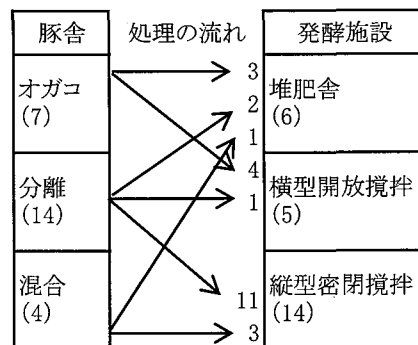 豚舎 処理の流れ 発酵施設
オガコ
(7)
3
2
1
堆肥舎
(6)
分離
(14)
4
1
横型開放撹拌
(5)
混合
(4)
11
3
縦型密閉撹拌
(14)